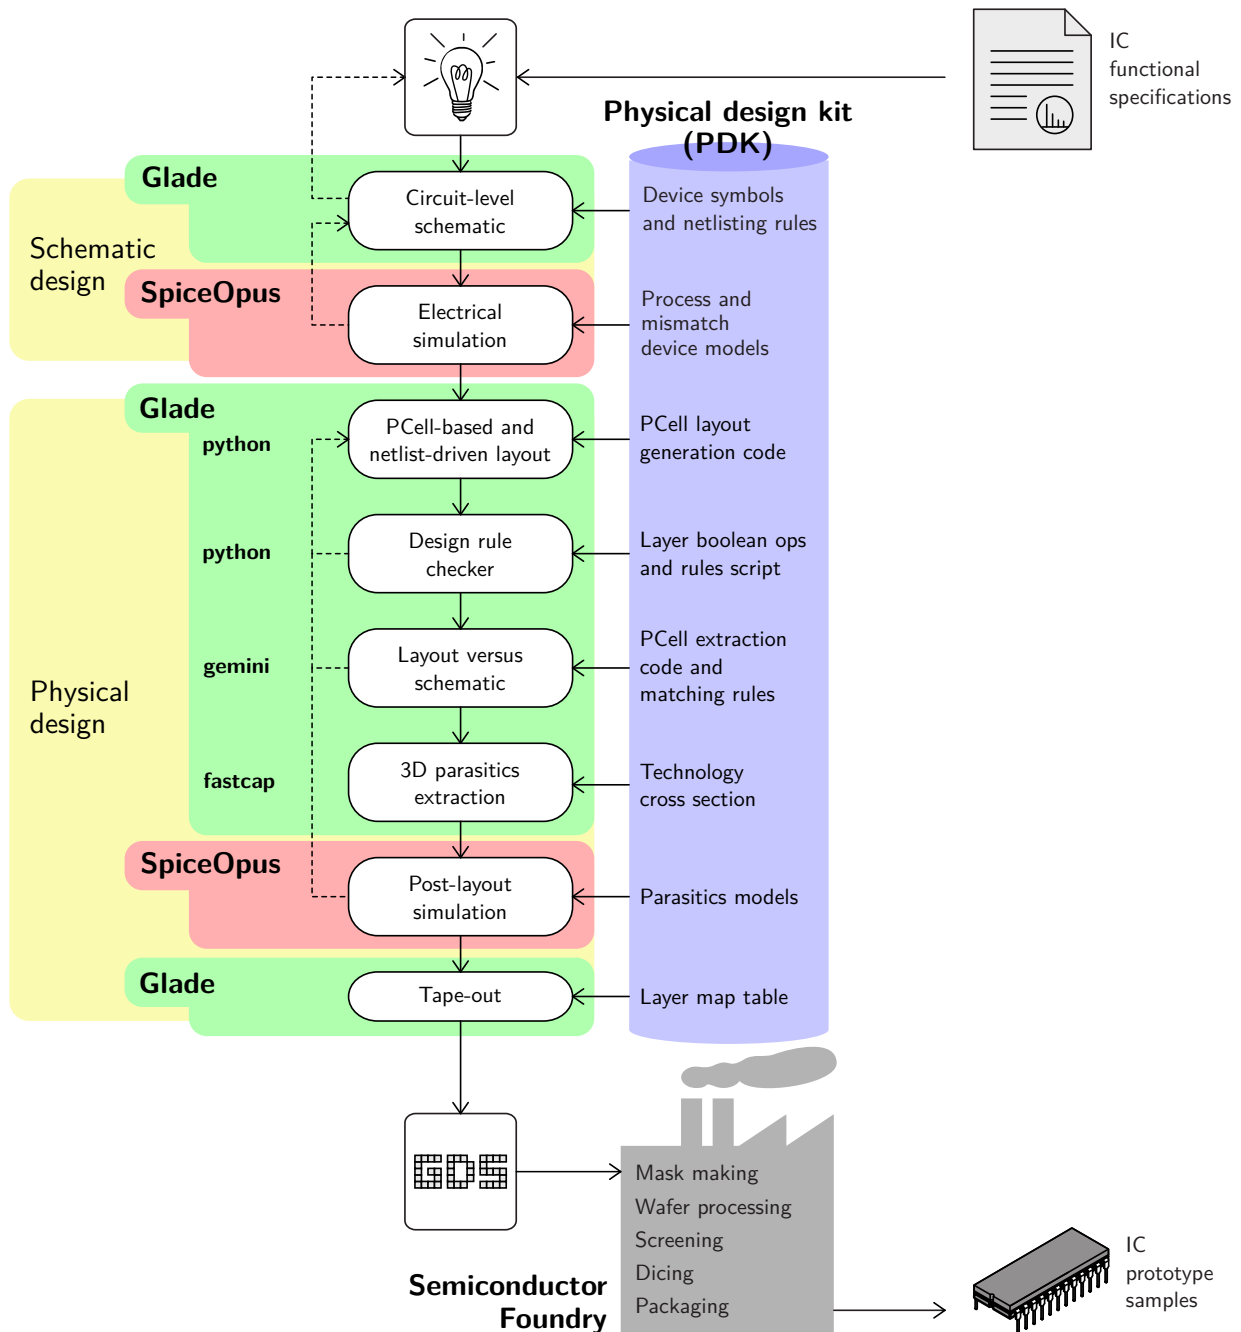 IC
functional
specifications
Physical design kit
(PDK)
Glade
Circuit-level
schematic
Device symbols
and netlisting rules
Schematic
design
SpiceOpus
Electrical
simulation
Process and
mismatch
device models
Glade
python
PCell-based and
netlist-driven layout
PCell layout
generation code
python
Design rule
checker
Layer boolean ops
and rules script
gemini
Layout versus
schematic
PCell extraction
code and
matching rules
Physical
design
fastcap
3D parasitics
extraction
Technology
cross section
SpiceOpus
Post-layout
simulation
Parasitics models
Glade
Tape-out
Layer map table
GDS
Mask making
Wafer processing
Screening
Dicing
Packaging
Semiconductor
Foundry
IC
prototype
samples